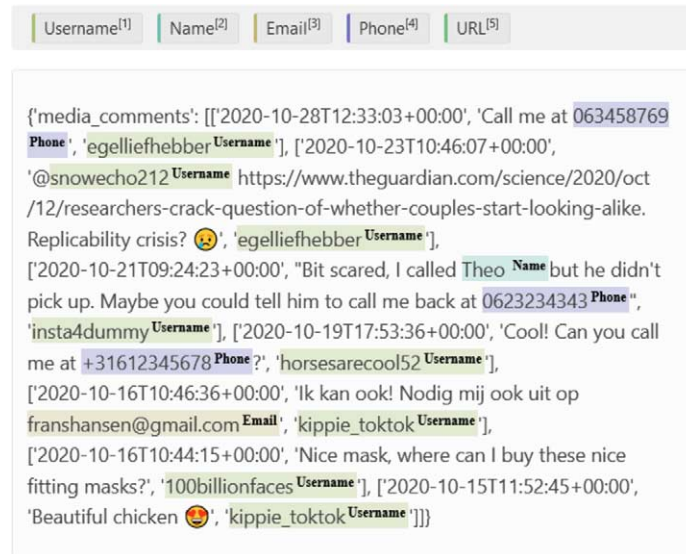 Username[1] Name[2] Email[3] Phone[4] URL[5]
{'media_comments': [['2020-10-28T12:33:03+00:00', 'Call me at 063458769
Phone', 'egelliefhebber Username'], ['2020-10-23T10:46:07+00:00',
'@snowecho212 Username https://www.theguardian.com/science/2020/oct
/12/researchers-crack-question-of-whether-couples-start-looking-alike.
Replicability crisis? 😢', 'egelliefhebber Username'],
['2020-10-21T09:24:23+00:00', "Bit scared, I called Theo Name but he didn't
pick up. Maybe you could tell him to call me back at 0623234343 Phone",
'insta4dummy Username'], ['2020-10-19T17:53:36+00:00', 'Cool! Can you call
me at +31612345678 Phone?', 'horsesarecool52 Username'],
['2020-10-16T10:46:36+00:00', 'Ik kan ook! Nodig mij ook uit op
franshansen@gmail.com Email', 'kippie_toktok Username'],
['2020-10-16T10:44:15+00:00', 'Nice mask, where can I buy these nice
fitting masks?', '100billionfaces Username'], ['2020-10-15T11:52:45+00:00',
'Beautiful chicken 😍', 'kippie_toktok Username']]}